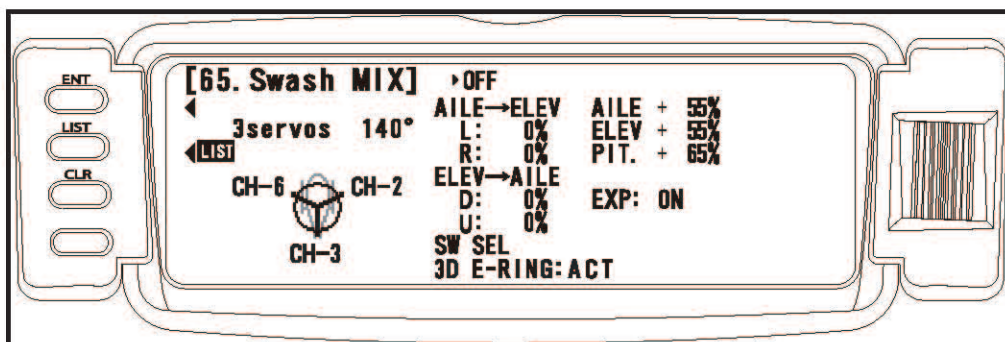 ENT
LIST
CLR
[65. Swash MIX]
3servos 140°
LIST
CH-6
CH-2
CH-3
▸OFF
AILE→ELEV
L: 0%
R: 0%
ELEV→AILE
D: 0%
U: 0%
SW SEL
3D E-RING:ACT
AILE + 55%
ELEV + 55%
PIT. + 65%
EXP: ON